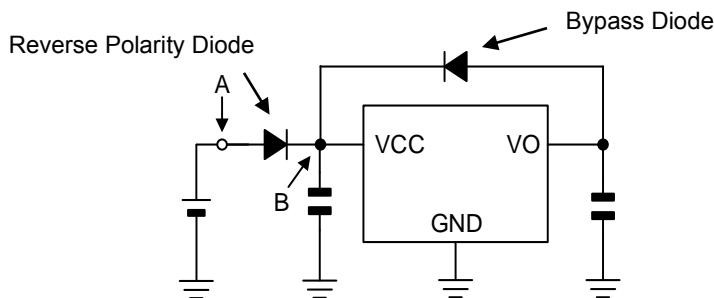 Bypass Diode
Reverse Polarity Diode
A
VCC
VO
B
GND